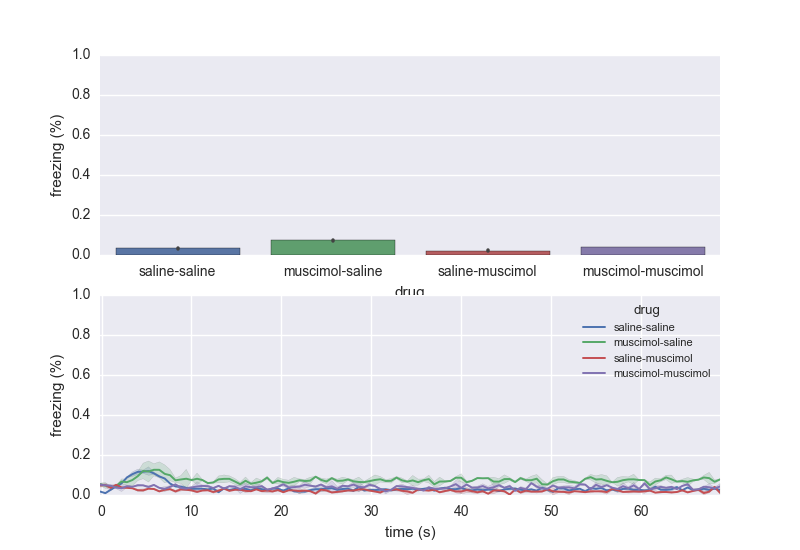 1.0
0.8
0.6
0.4
0.2
0.0
freezing (%)
saline-saline muscimol-saline saline-muscimol muscimol-muscimol
drug
1.0
0.8
0.6
0.4
0.2
0.0
freezing (%)
drug
saline-saline
muscimol-saline
saline-muscimol
muscimol-muscimol
0 10 20 30 40 50 60
time (s)